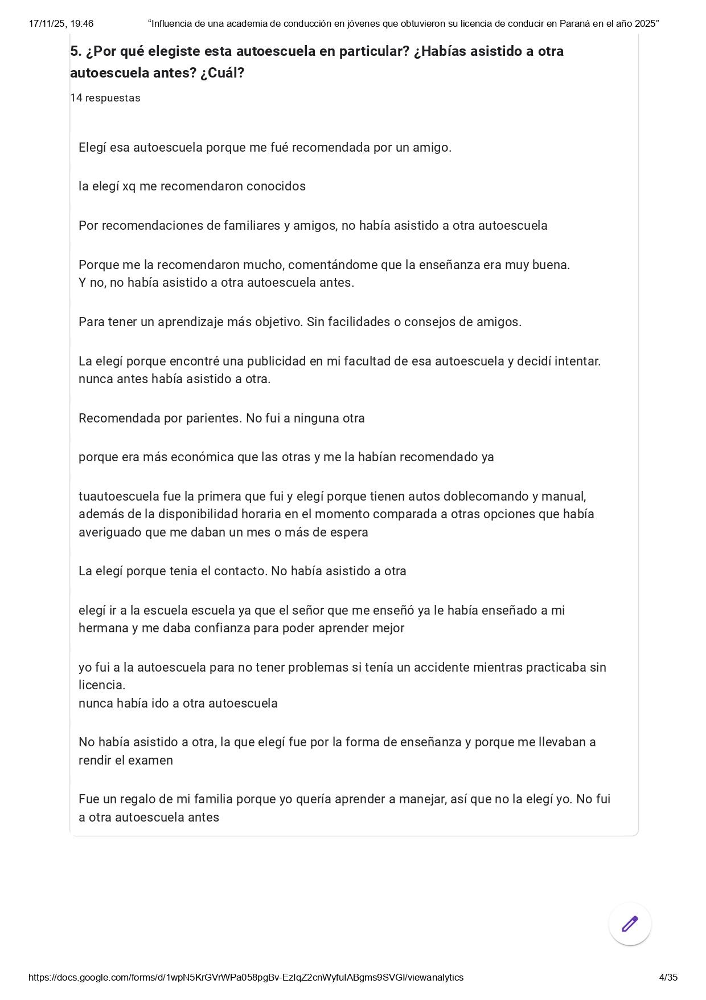 17/11/25, 19:46
“Influencia de una academia de conducción en jóvenes que obtuvieron su licencia de conducir en Paraná en el año 2025”
5. ¿Por qué elegiste esta autoescuela en particular? ¿Habías asistido a otra
autoescuela antes? ¿Cuál?
14 respuestas
Elegí esa autoescuela porque me fué recomendada por un amigo.
la elegí xq me recomendaron conocidos
Por recomendaciones de familiares y amigos, no había asistido a otra autoescuela
Porque me la recomendaron mucho, comentándome que la enseñanza era muy buena.
Y no, no había asistido a otra autoescuela antes.
Para tener un aprendizaje más objetivo. Sin facilidades o consejos de amigos.
La elegí porque encontré una publicidad en mi facultad de esa autoescuela y decidí intentar.
nunca antes había asistido a otra.
Recomendada por parientes. No fui a ninguna otra
porque era más económica que las otras y me la habían recomendado ya
tuautoescuela fue la primera que fui y elegí porque tienen autos doblecomando y manual,
además de la disponibilidad horaria en el momento comparada a otras opciones que había
averiguado que me daban un mes o más de espera
La elegí porque tenia el contacto. No había asistido a otra
elegí ir a la escuela escuela ya que el señor que me enseñó ya le había enseñado a mi
hermana y me daba confianza para poder aprender mejor
yo fui a la autoescuela para no tener problemas si tenía un accidente mientras practicaba sin
licencia.
nunca había ido a otra autoescuela
No había asistido a otra, la que elegí fue por la forma de enseñanza y porque me llevaban a
rendir el examen
Fue un regalo de mi familia porque yo quería aprender a manejar, así que no la elegí yo. No fui
a otra autoescuela antes
https://docs.google.com/forms/d/1wpN5KrGVrWPa058pgBv-EzIqZ2cnWyfuIABgms9SVGI/viewanalytics
4/35